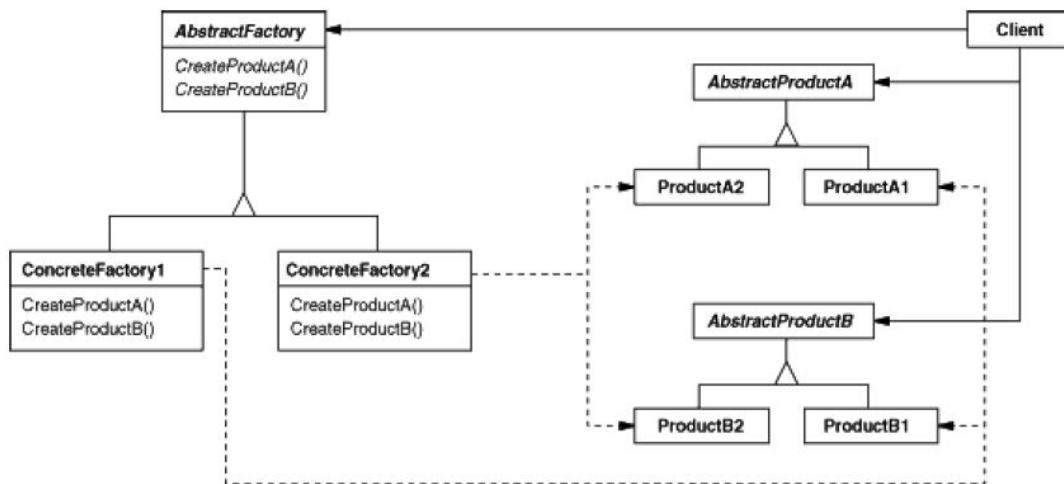 AbstractFactory
CreateProductA()
CreateProductB()
Client
AbstractProductA
ProductA2
ProductA1
ConcreteFactory1
CreateProductA()
CreateProductB()
ConcreteFactory2
CreateProductA()
CreateProductB()
AbstractProductB
ProductB2
ProductB1